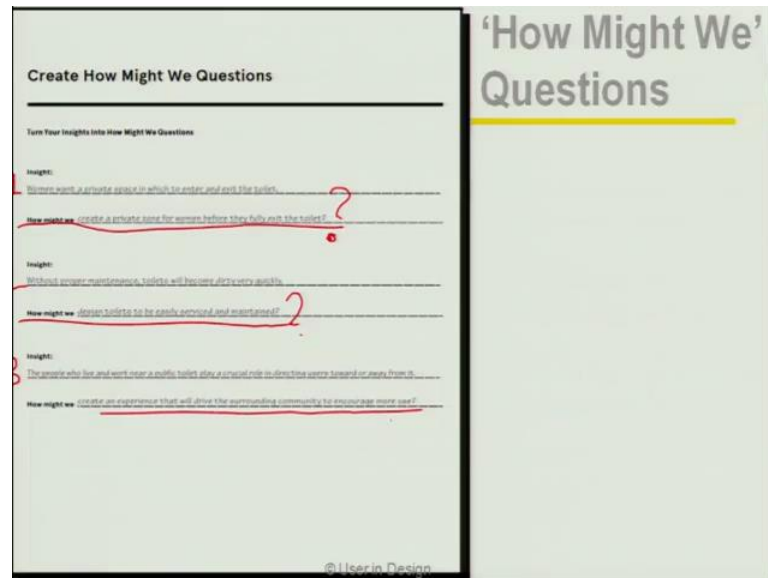 Create How Might We Questions
Turn Your Insights Into How Might We Questions
Insight:
Women want a private space in which to enter and exit the toilet.
How might we create a private zone for women before they fully exit the toilet?
?
Insight:
Without proper maintenance, toilets will become dirty very quickly.
How might we design toilets to be easily serviced and maintained?
?
3
Insight:
The people who live and work near a public toilet play a crucial role in directing users toward or away from it.
How might we create an experience that will drive the surrounding community to encourage more use?
© User in Design
‘How Might We’
Questions